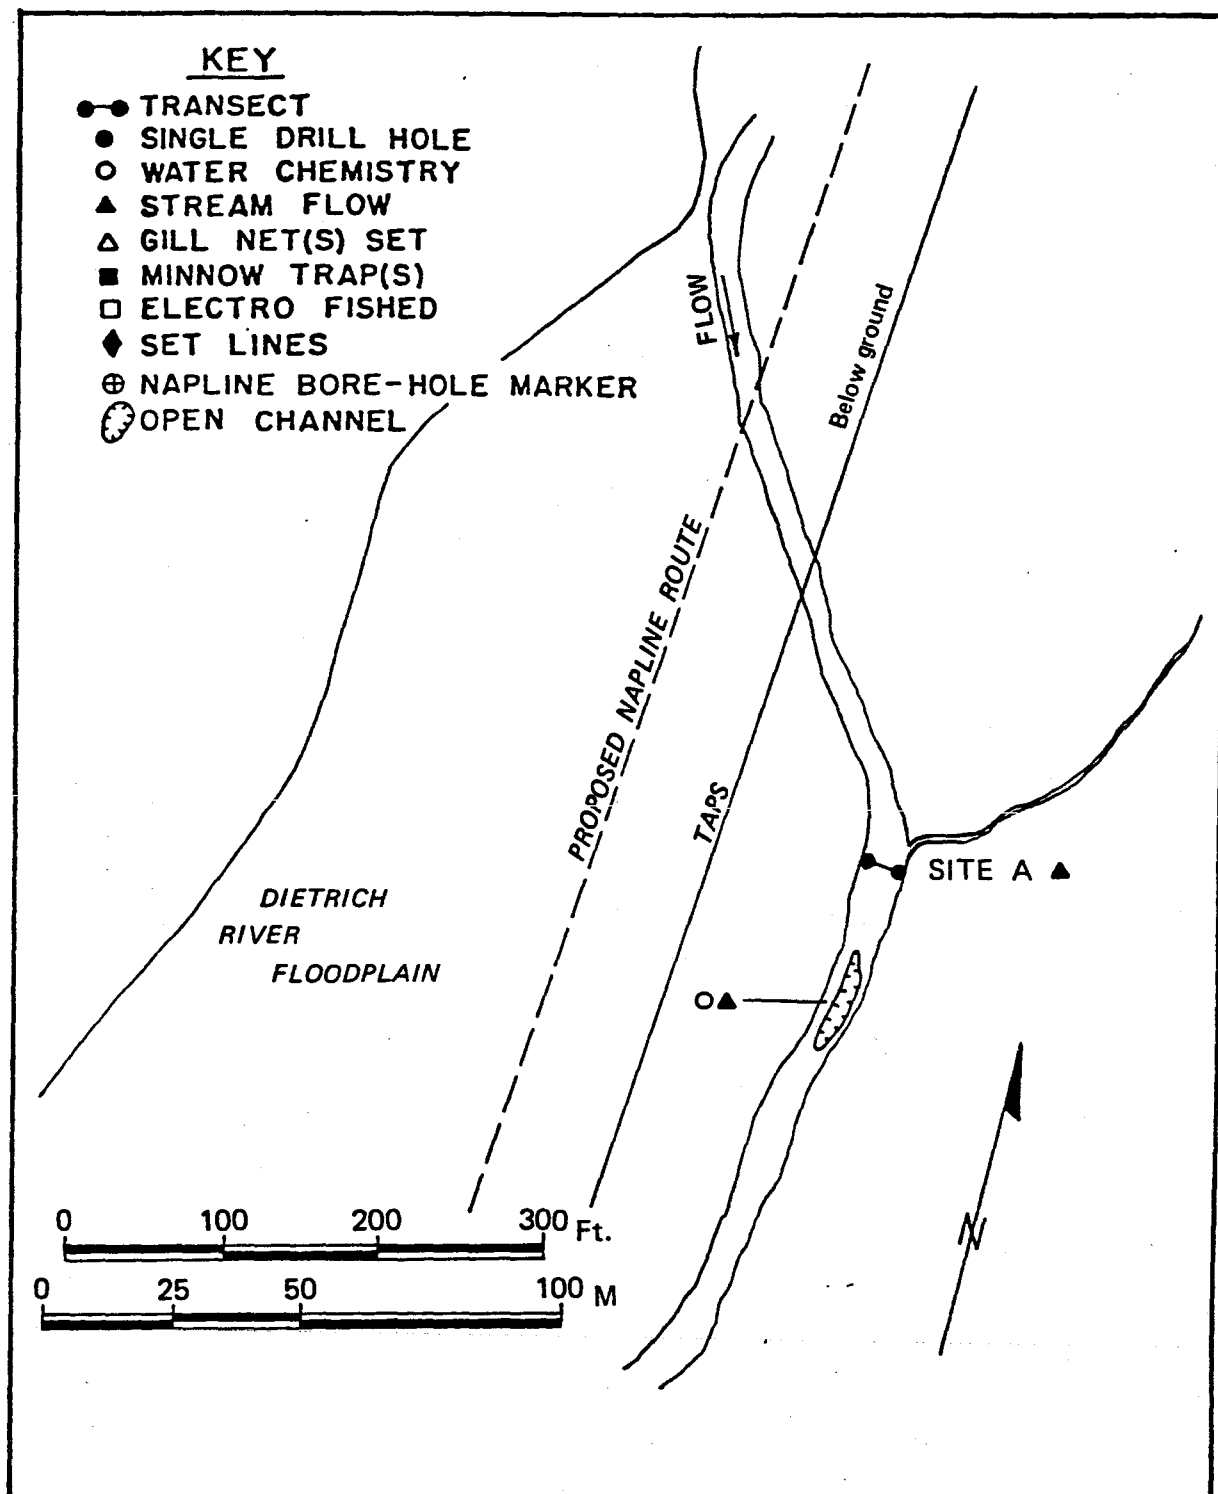 KEY
TRANSECT
SINGLE DRILL HOLE
WATER CHEMISTRY
STREAM FLOW
GILL NET(S) SET
MINNOW TRAP(S)
ELECTRO FISHED
SET LINES
NAPLINE BORE-HOLE MARKER
OPEN CHANNEL
FLOW
Below ground
PROPOSED NAPLINE ROUTE
TAPS
SITE A
DIETRICH
RIVER
FLOODPLAIN
N
0 100 200 300 Ft.
0 25 50 100 M